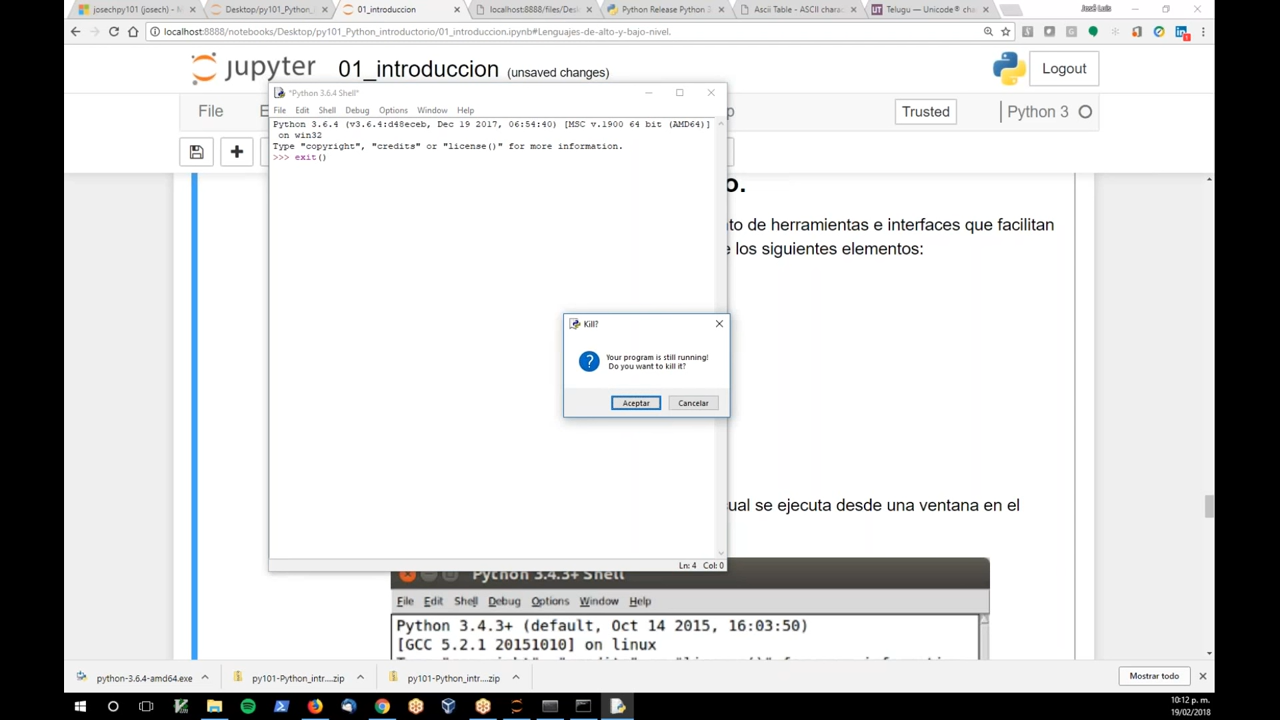 josechpy101 (josech) - M
Desktop/py101_Python_
01_introduccion
localhost:8888/files/Des
Python Release Python 3
Ascii Table - ASCII charac
Telugu — Unicode® cha
José Luis
localhost:8888/notebooks/Desktop/py101_Python_introductorio/01_introduccion.ipynb#Lenguajes-de-alto-y-bajo-nivel.
jupyter 01_introduccion (unsaved changes)
Logout
File
Trusted
Python 3
*Python 3.6.4 Shell*
File Edit Shell Debug Options Window Help
Python 3.6.4 (v3.6.4:d48eceb, Dec 19 2017, 06:54:40) [MSC v.1900 64 bit (AMD64)]
on win32
Type "copyright", "credits" or "license()" for more information.
>>> exit()
o.
to de herramientas e interfaces que facilitan
e los siguientes elementos:
Kill?
Your program is still running!
Do you want to kill it?
Aceptar
Cancelar
cual se ejecuta desde una ventana en el
Ln: 4 Col: 0
Python 3.4.3+ Shell
File Edit Shell Debug Options Window Help
Python 3.4.3+ (default, Oct 14 2015, 16:03:50)
[GCC 5.2.1 20151010] on linux
python-3.6.4-amd64.exe
py101-Python_intr....zip
py101-Python_intr....zip
Mostrar todo
10:12 p. m.
19/02/2018